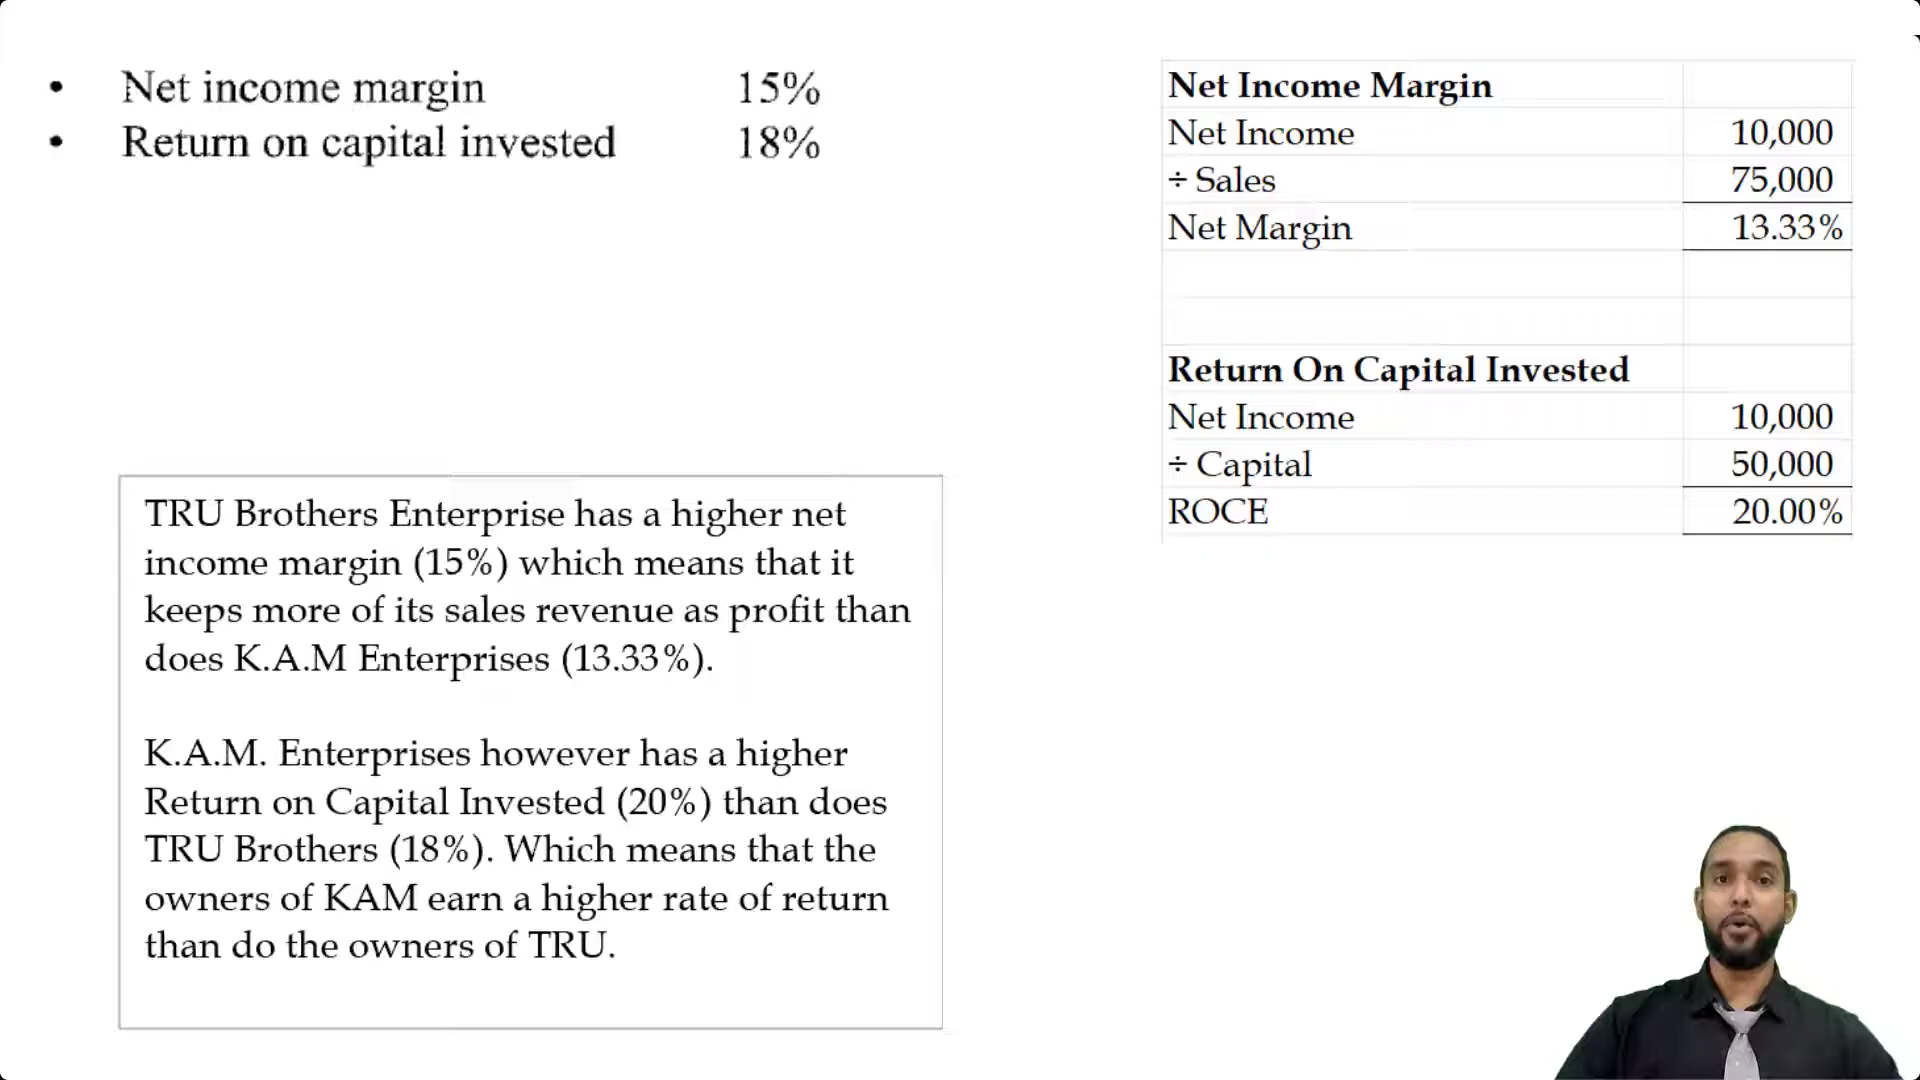 • Net income margin 15%
• Return on capital invested 18%
TRU Brothers Enterprise has a higher net
income margin (15%) which means that it
keeps more of its sales revenue as profit than
does K.A.M Enterprises (13.33%).
K.A.M. Enterprises however has a higher
Return on Capital Invested (20%) than does
TRU Brothers (18%). Which means that the
owners of KAM earn a higher rate of return
than do the owners of TRU.
Net Income Margin
Net Income 10,000
÷ Sales 75,000
Net Margin 13.33%
Return On Capital Invested
Net Income 10,000
÷ Capital 50,000
ROCE 20.00%